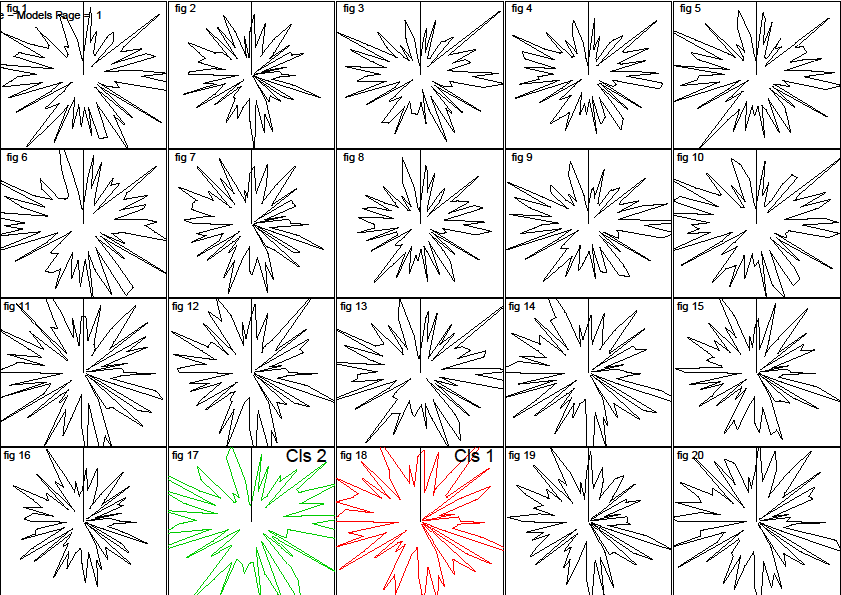 fig 1 fig 2 fig 3 fig 4 fig 5
e - Models Page = 1
fig 6 fig 7 fig 8 fig 9 fig 10
fig 11 fig 12 fig 13 fig 14 fig 15
fig 16 fig 17 Cls 2 fig 18 Cls 1 fig 19 fig 20